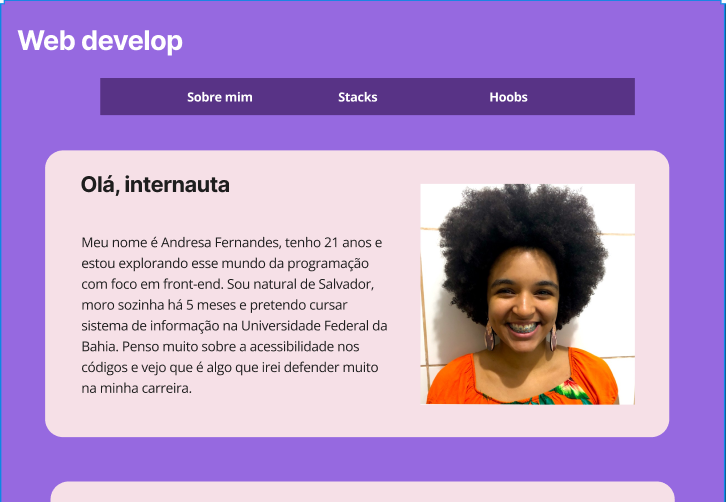 Web develop
Sobre mim
Stacks
Hoobs
Olá, internauta
Meu nome é Andresa Fernandes, tenho 21 anos e
estou explorando esse mundo da programação
com foco em front-end. Sou natural de Salvador,
moro sozinha há 5 meses e pretendo cursar
sistema de informação na Universidade Federal da
Bahia. Penso muito sobre a acessibilidade nos
códigos e vejo que é algo que irei defender muito
na minha carreira.